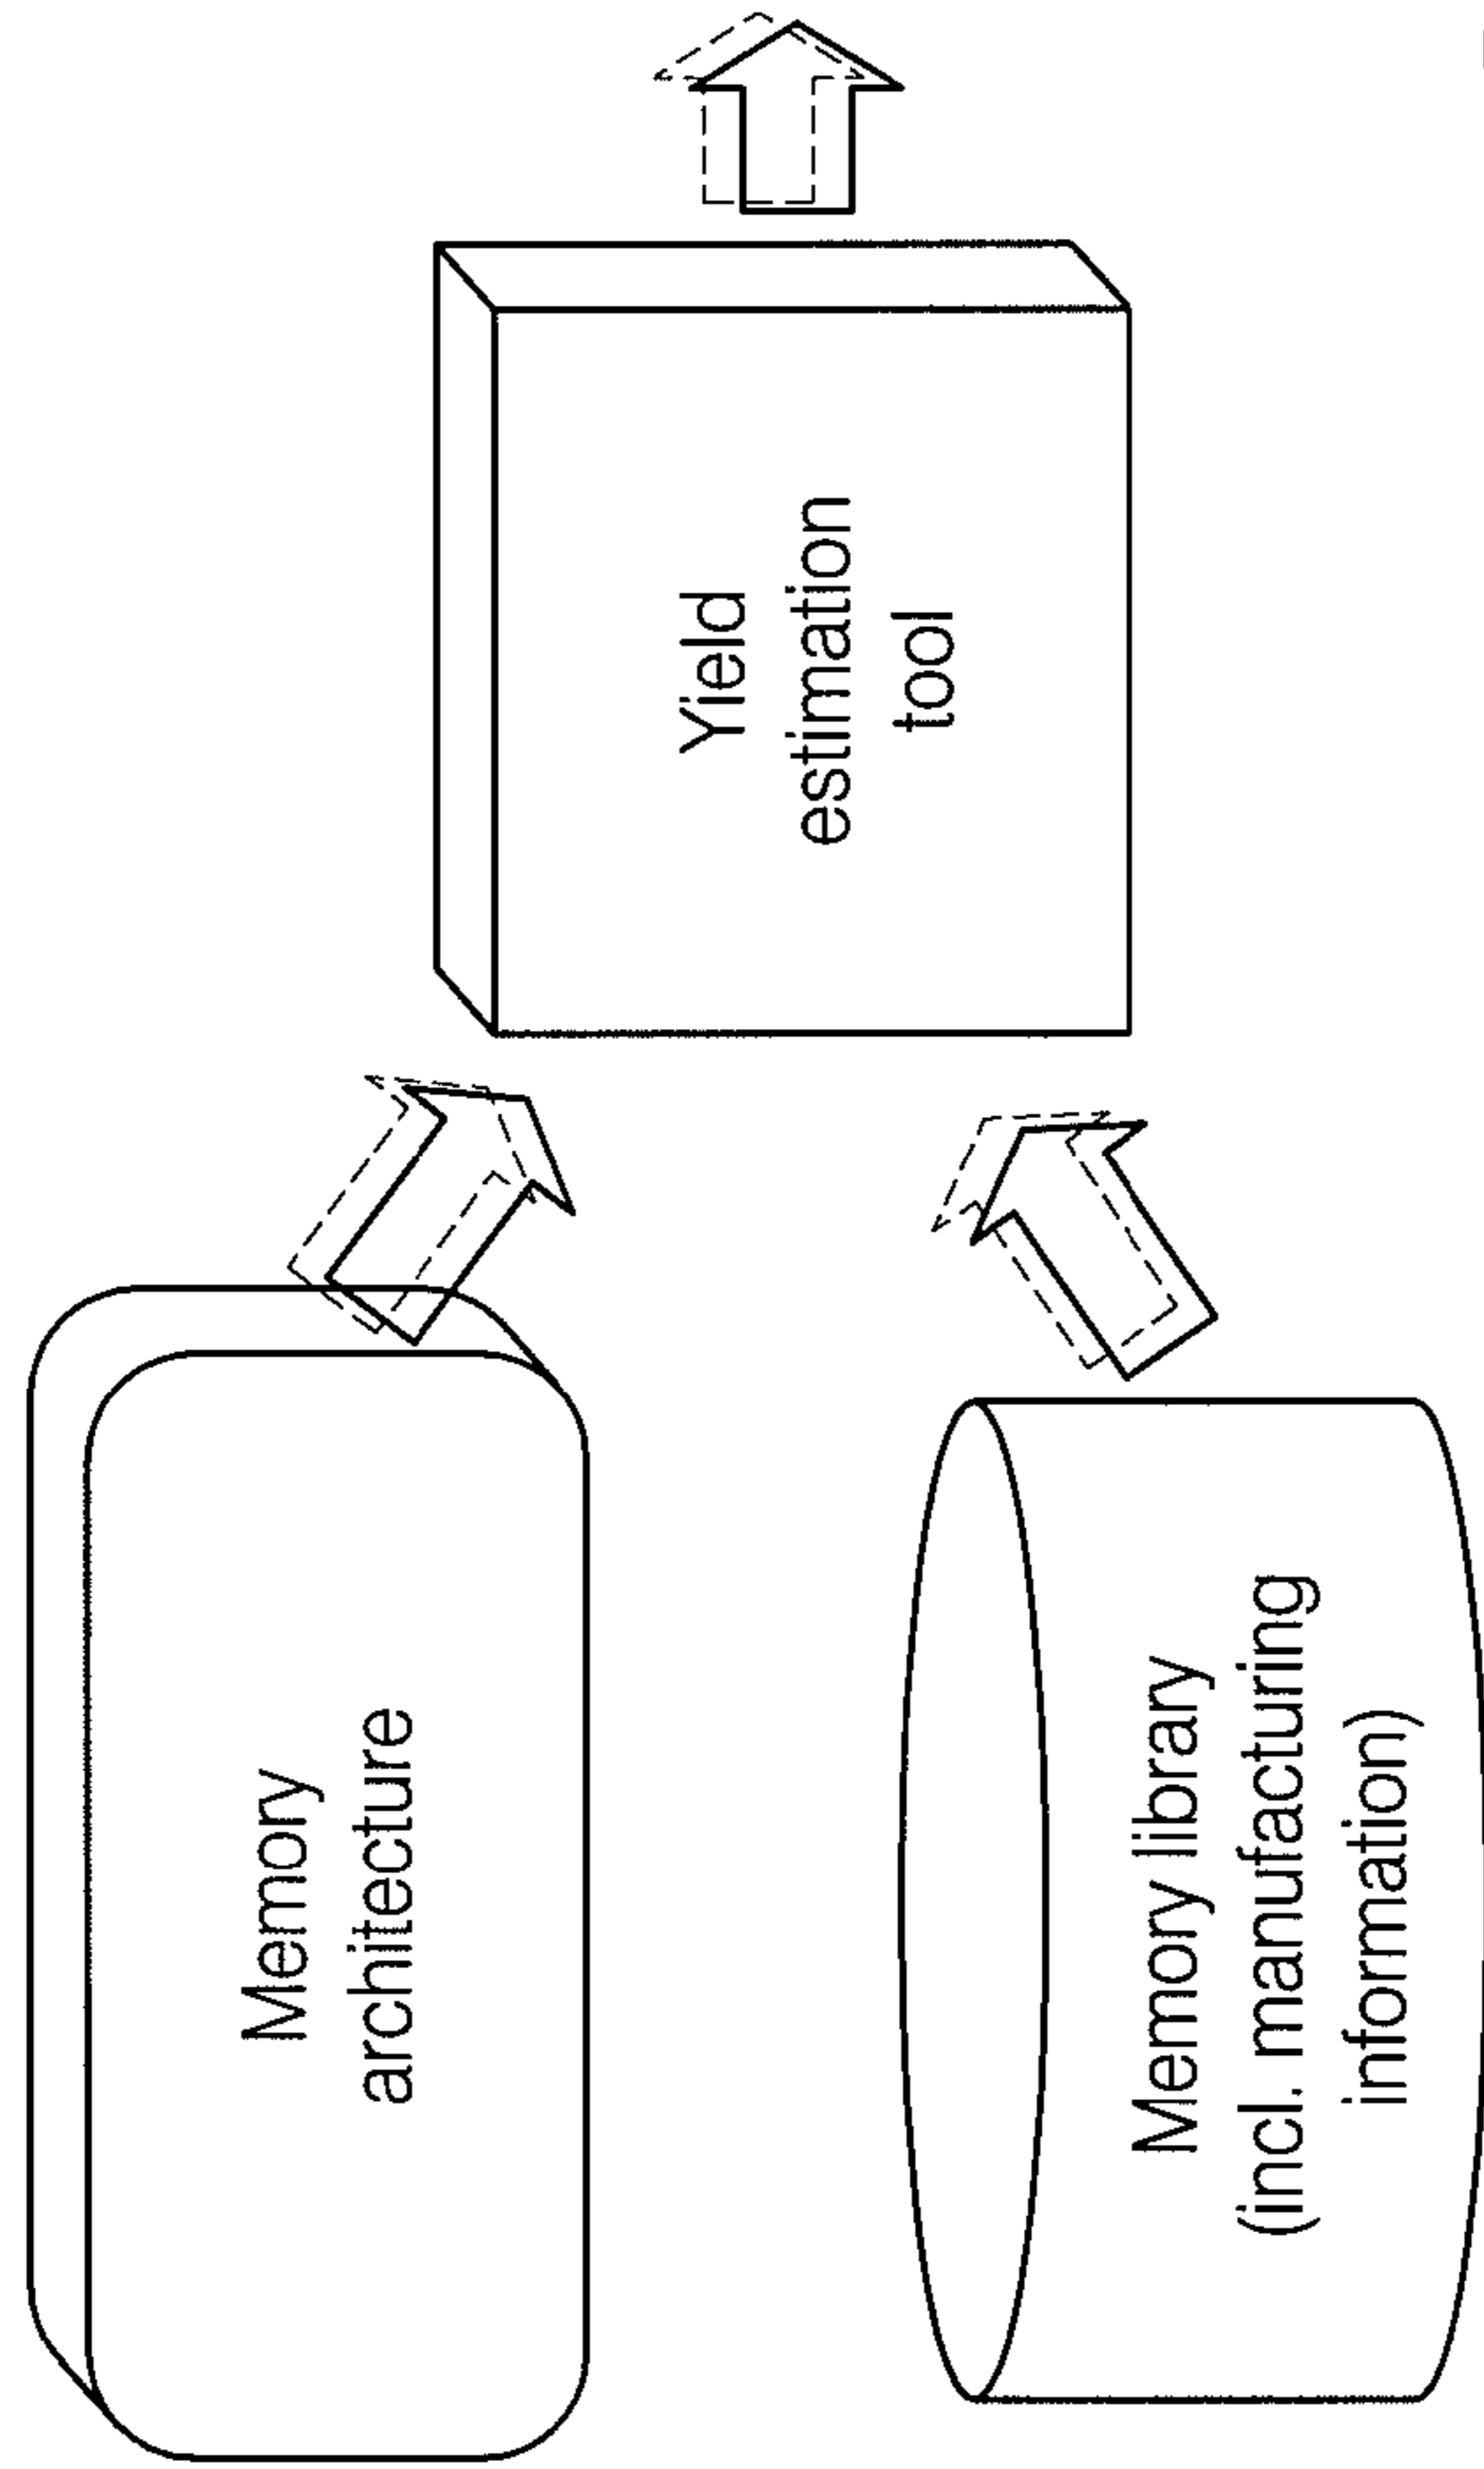 Memory
architecture
Memory library
(incl. manufacturing
information)
Yield
estimation
tool